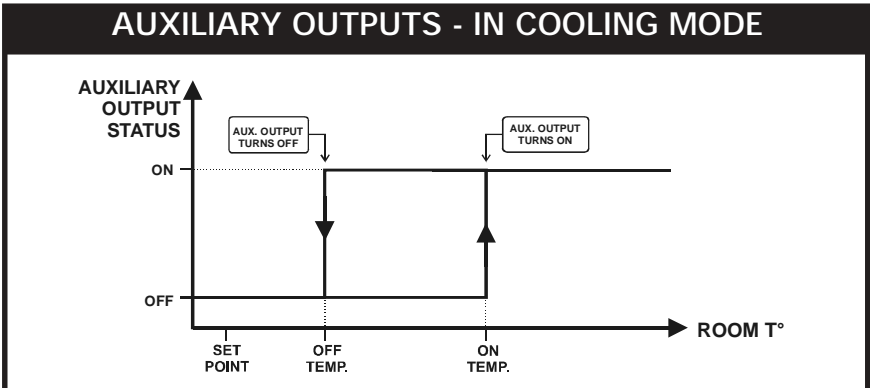 AUXILIARY OUTPUTS - IN COOLING MODE
AUXILIARY
OUTPUT
STATUS
AUX. OUTPUT
TURNS OFF
AUX. OUTPUT
TURNS ON
ON
OFF
ROOM T°
SET
POINT
OFF
TEMP.
ON
TEMP.